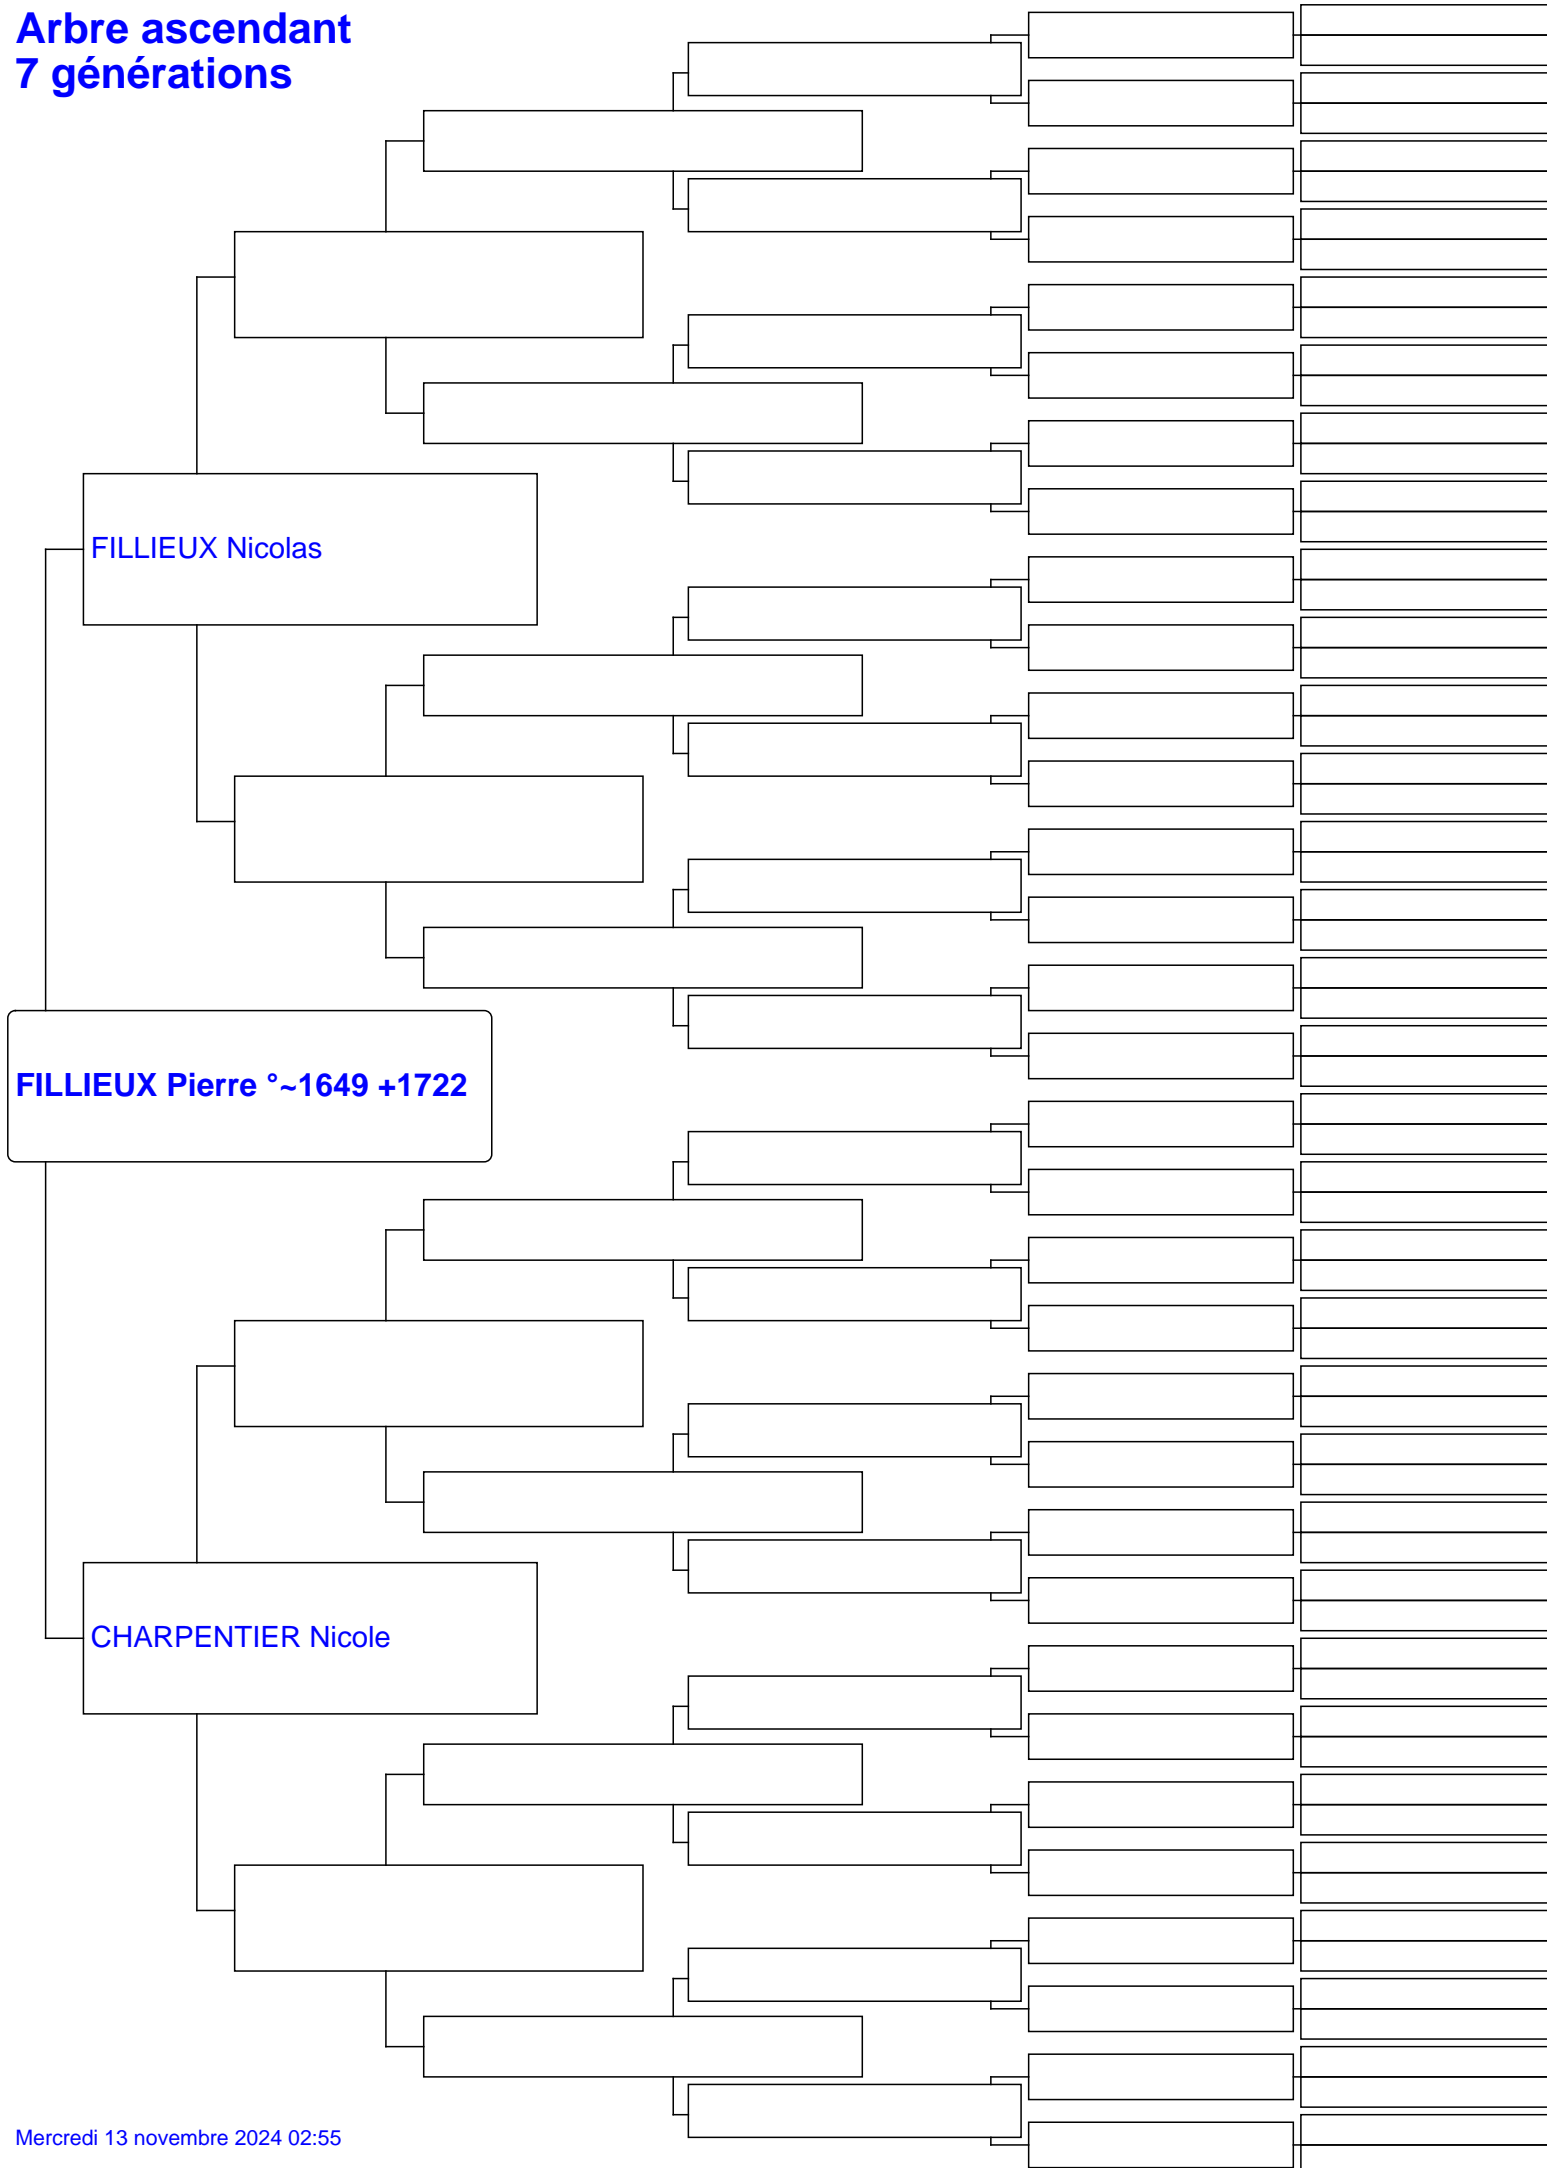 Arbre ascendant
7 générations
FILLIEUX Nicolas
FILLIEUX Pierre °~1649 +1722
CHARPENTIER Nicole
Mercredi 13 novembre 2024 02:55